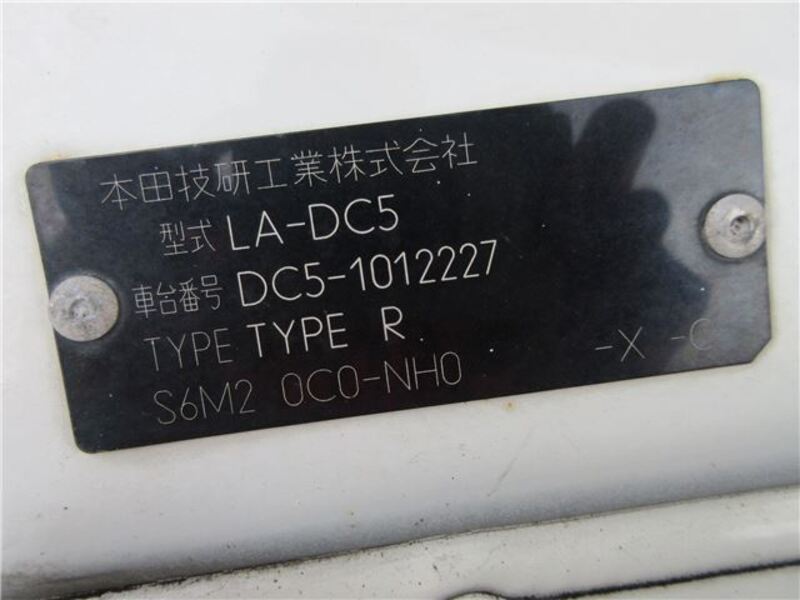 本田技研工業株式会社
型式 LA-DC5
車台番号 DC5-1012227
TYPE TYPE R
S6M2 0C0-NH0 -X -C